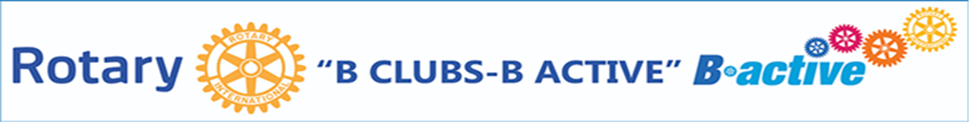 Rotary
ROTARY
INTERNATIONAL
“B CLUBS-B ACTIVE”
B•active